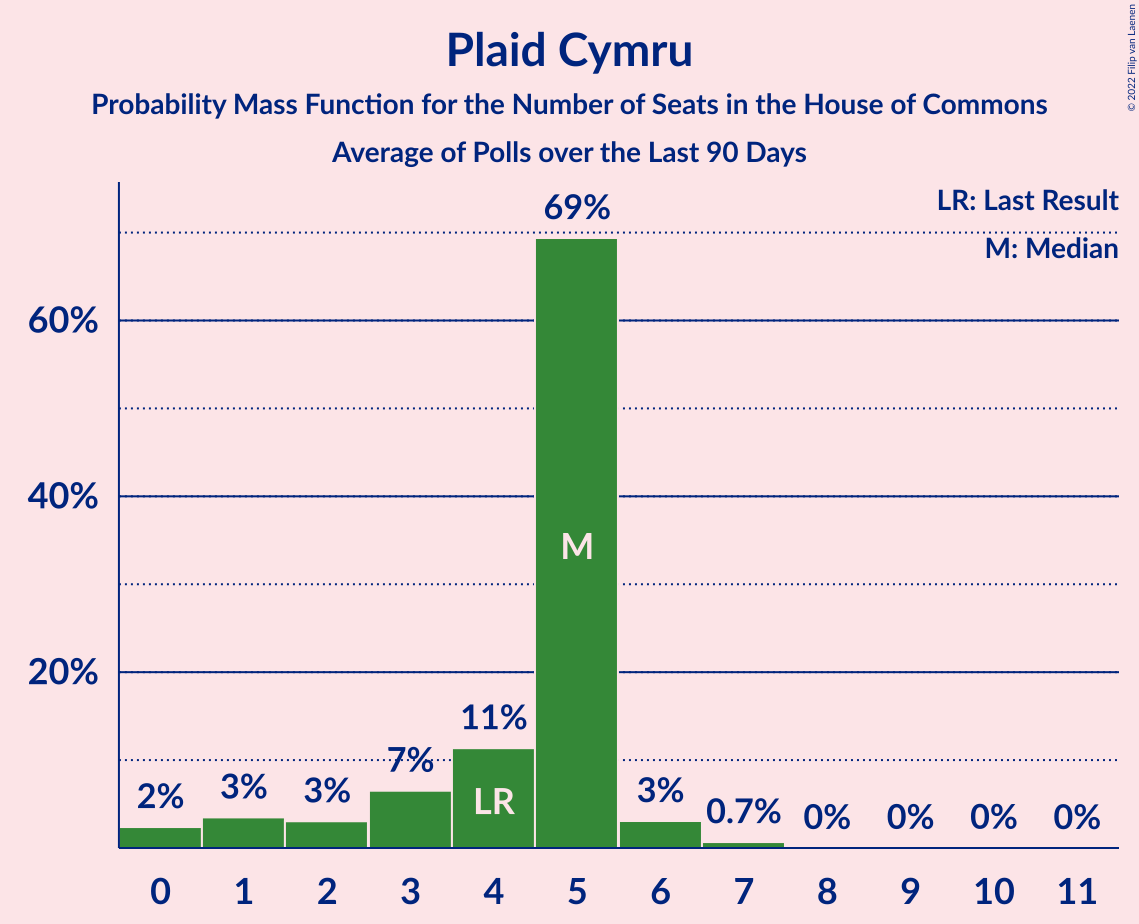 Plaid Cymru
Probability Mass Function for the Number of Seats in the House of Commons
Average of Polls over the Last 90 Days
© 2022 Filip van Laenen
LR: Last Result
M: Median
69%
60%
40%
20%
M
11%
7%
2%
3%
3%
LR
3%
0.7%
0%
0%
0%
0%
0 1 2 3 4 5 6 7 8 9 10 11